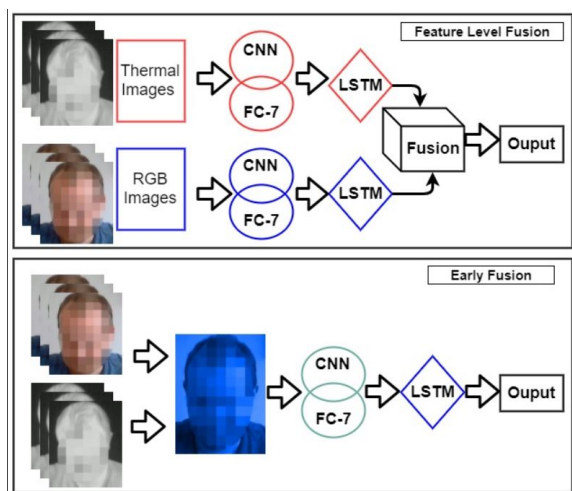 Feature Level Fusion
Thermal
Images
CNN
FC-7
LSTM
Fusion
Ouput
RGB
Images
CNN
FC-7
LSTM
Early Fusion
CNN
FC-7
LSTM
Ouput